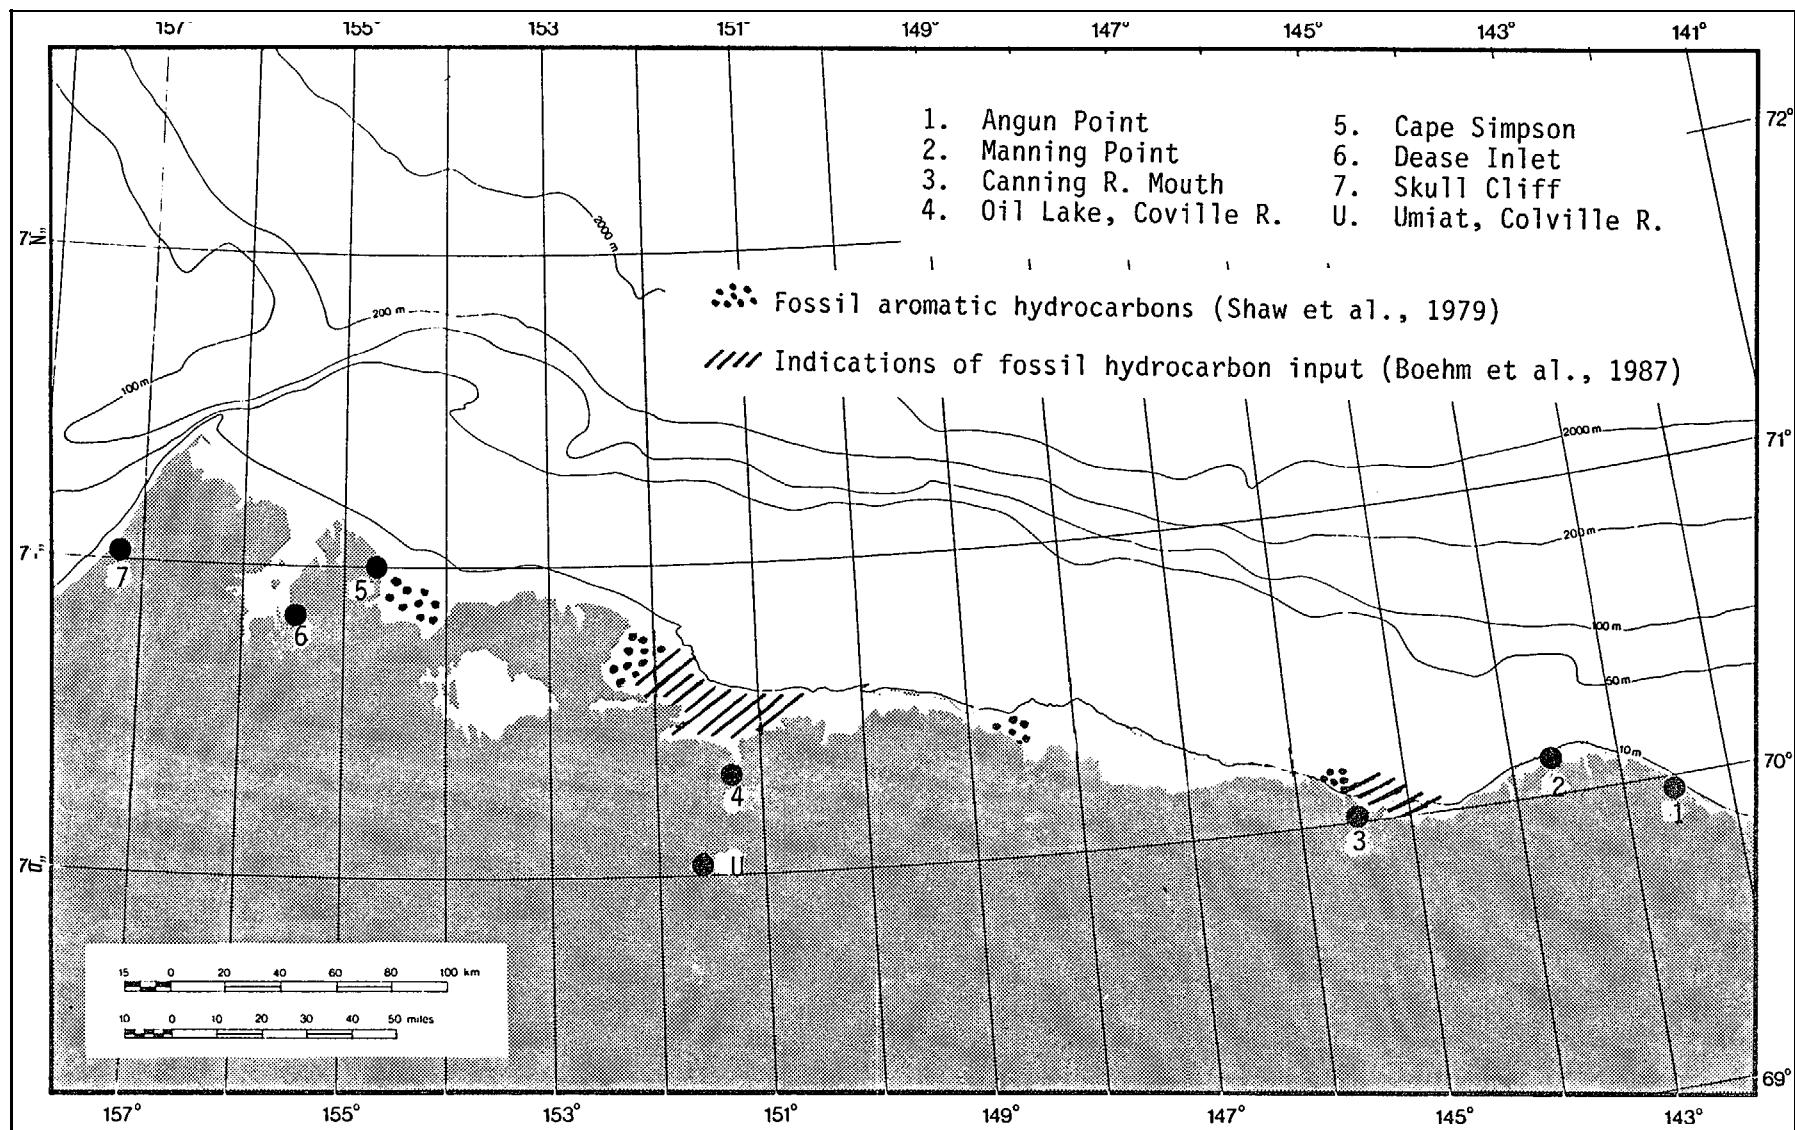 157° 155° 153 151° 149° 147° 145° 143° 141°
1. Angun Point
2. Manning Point
3. Canning R. Mouth
4. Oil Lake, Coville R.
5. Cape Simpson
6. Dease Inlet
7. Skull Cliff
U. Umiat, Colville R.
72°
2000 m
Fossil aromatic hydrocarbons (Shaw et al., 1979)
200 m
Indications of fossil hydrocarbon input (Boehm et al., 1987)
100 m
2000 m
71°
200 m
7
5
6
100 m
50 m
10 m
70°
2
4
1
3
U
15 0 20 40 60 80 100 km
10 0 10 20 30 40 50 miles
69°
157° 155° 153° 151° 149° 147° 145° 143°